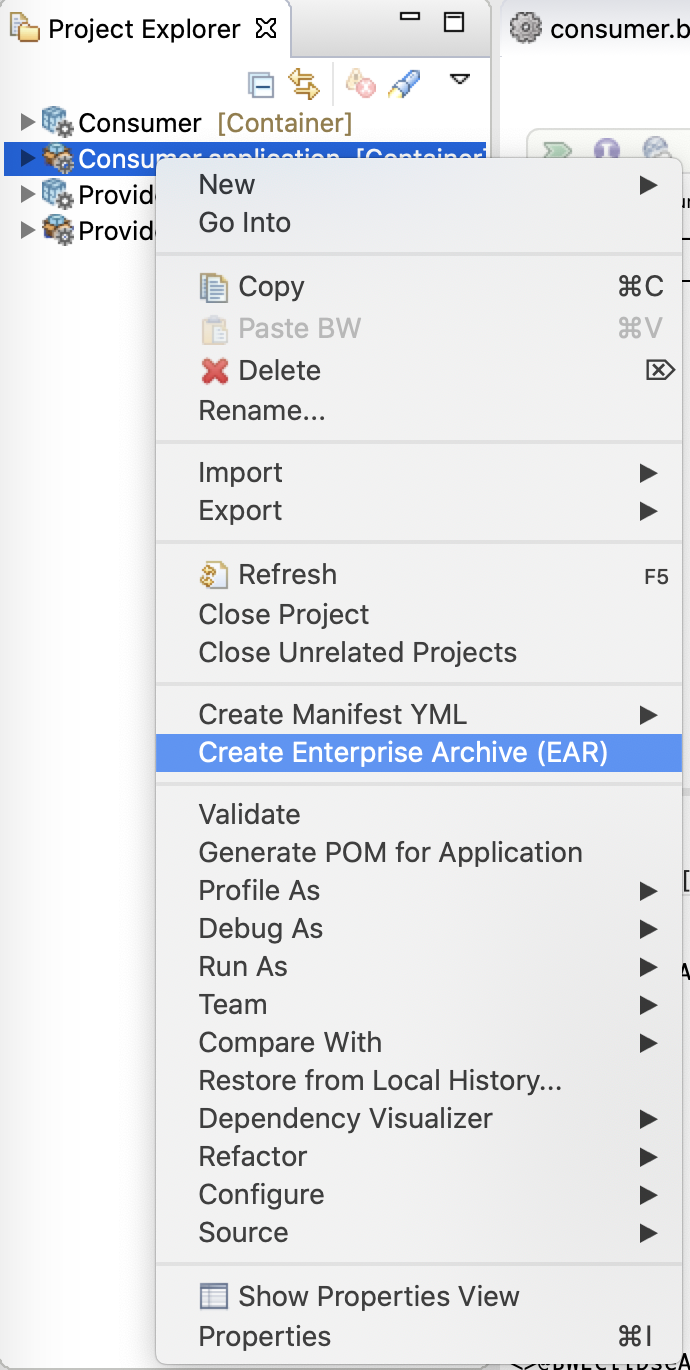 Project Explorer
consumer.b
Consumer [Container]
Consumer.application [Container]
Provid
Provid
New
Go Into
Copy ⌘C
Paste BW ⌘V
Delete ⌦
Rename...
Import
Export
Refresh F5
Close Project
Close Unrelated Projects
Create Manifest YML
Create Enterprise Archive (EAR)
Validate
Generate POM for Application
Profile As
Debug As
Run As
Team
Compare With
Restore from Local History...
Dependency Visualizer
Refactor
Configure
Source
Show Properties View
Properties ⌘I